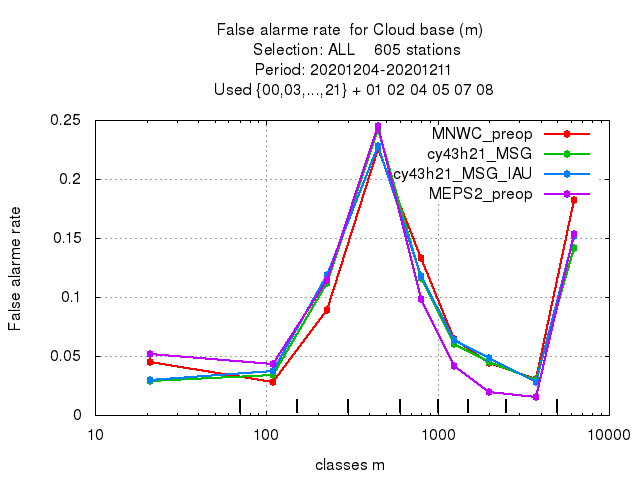 False alarme rate  for Cloud base (m)
Selection: ALL    605 stations
Period: 20201204-20201211
Used {00,03,...,21} + 01 02 04 05 07 08
0.25
0.2
0.15
0.1
0.05
0
False alarme rate
MNWC_preop
cy43h21_MSG
cy43h21_MSG_IAU
MEPS2_preop
10
100
1000
10000
classes m